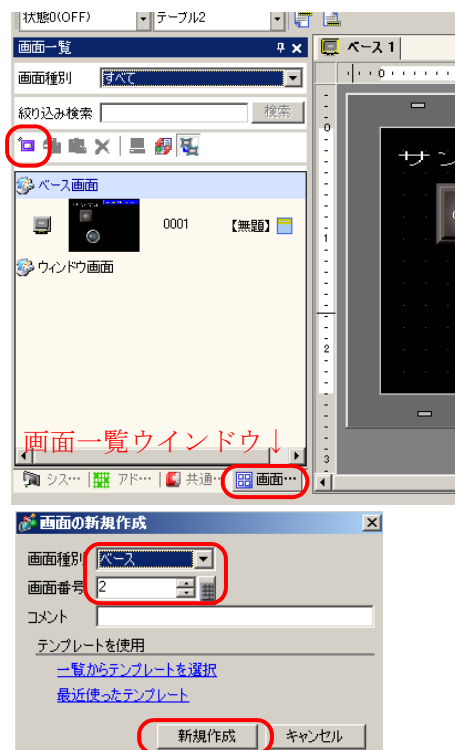 状態0(OFF) テーブル2
画面一覧 ベース 1
画面種別 すべて
絞り込み検索 検索
0
サン
ベース画面
0001 【無題】
ウィンドウ画面
1
2
3
画面一覧ウインドウ↓
シス… アド… 共通… 画面…
画面の新規作成
画面種別 ベース
画面番号 2
コメント
テンプレートを使用
一覧からテンプレートを選択
最近使ったテンプレート
新規作成 キャンセル